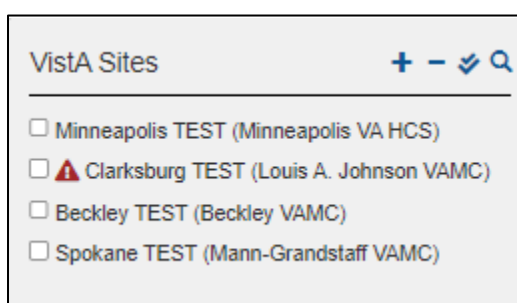 VistA Sites
Minneapolis TEST (Minneapolis VA HCS)
Clarksburg TEST (Louis A. Johnson VAMC)
Beckley TEST (Beckley VAMC)
Spokane TEST (Mann-Grandstaff VAMC)